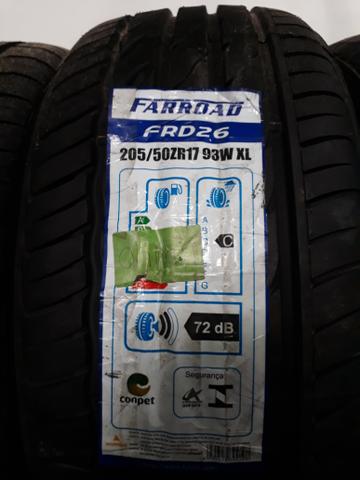 FARROAD
FRD26
205/50ZR17 93W XL
A
B
A
B
C
C
G
72 dB
Segurança
conpet